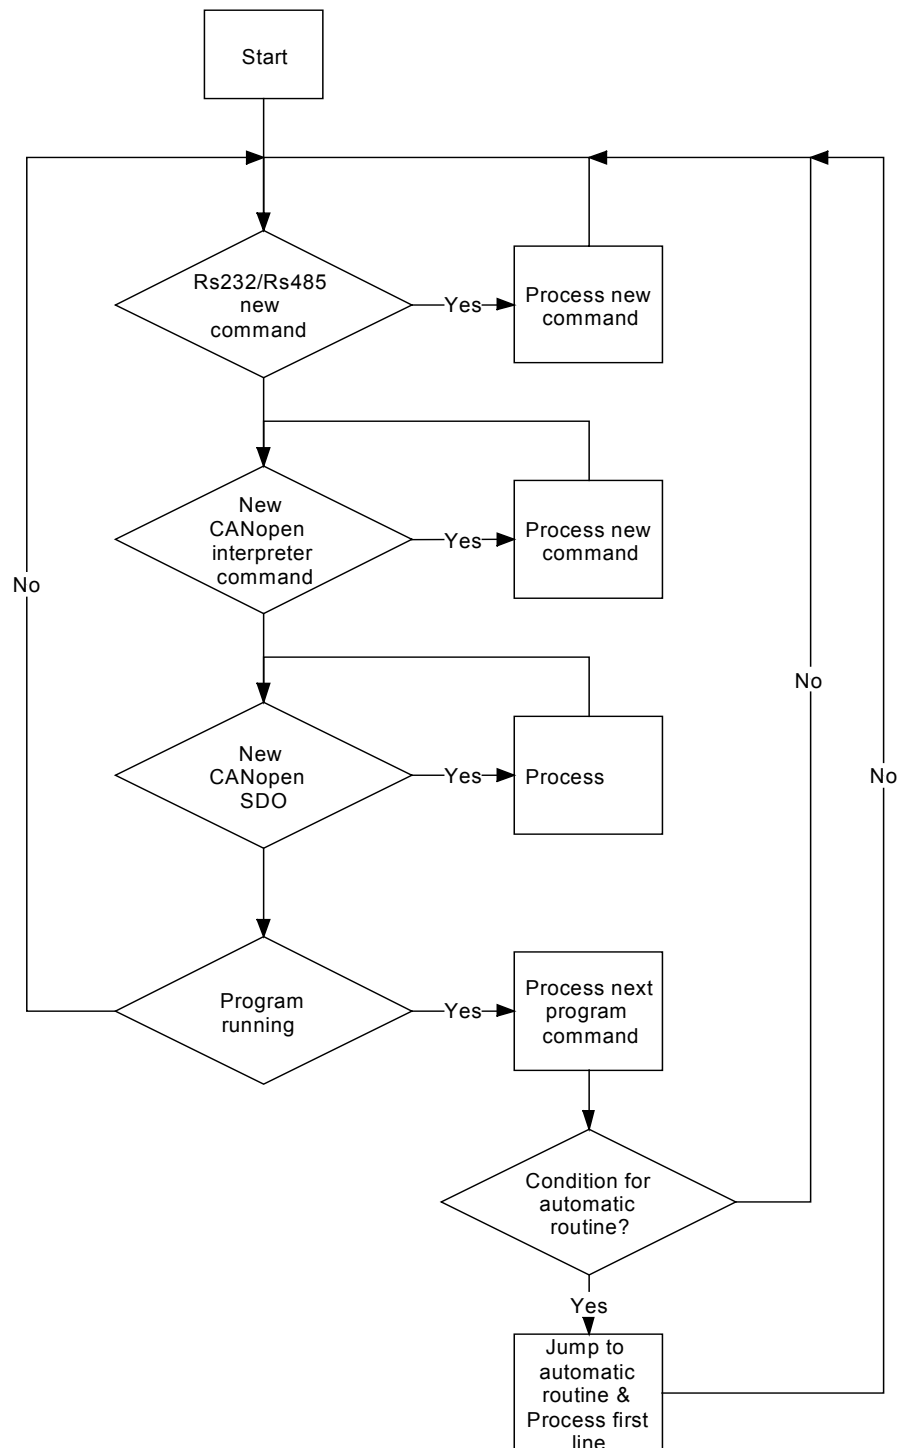 Start
Rs232/Rs485
new
command
Yes
Process new
command
New
CANopen
interpreter
command
Yes
Process new
command
No
New
CANopen
SDO
Yes
Process
No
No
Program
running
Yes
Process next
program
command
Condition for
automatic
routine?
Yes
Jump to
automatic
routine &
Process first
line